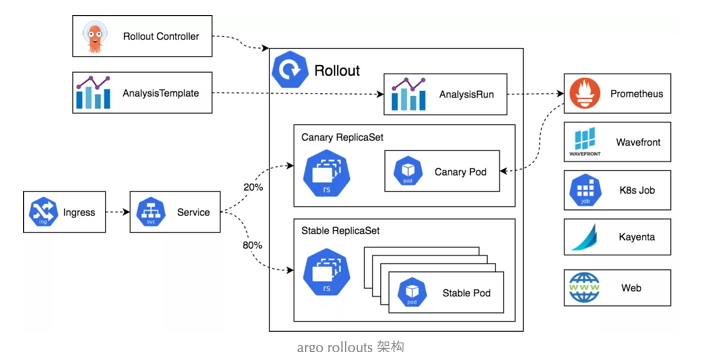 Rollout Controller
Rollout
AnalysisTemplate
AnalysisRun
Prometheus
Canary ReplicaSet
WAVEFRONT
Wavefront
rs
pod
Canary Pod
20%
job
K8s Job
ing
Ingress
svc
Service
Stable ReplicaSet
80%
Kayenta
rs
pod
Stable Pod
WWW
Web
argo rollouts 架构